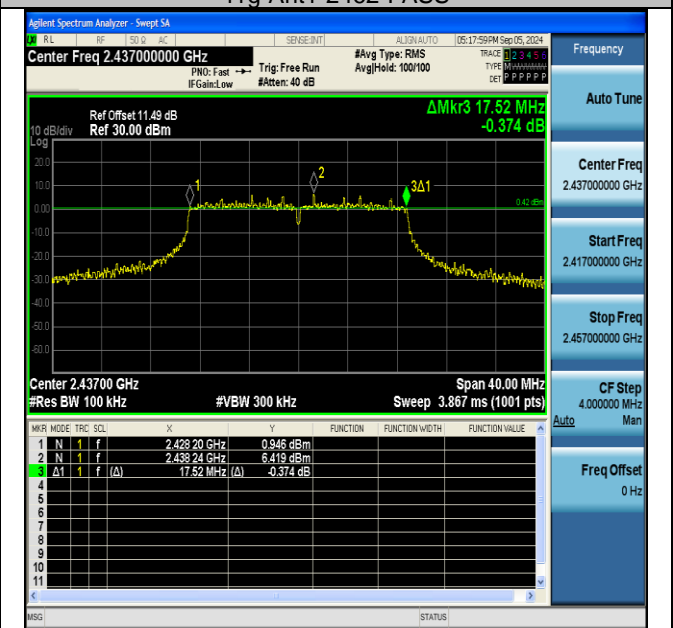 Agilent Spectrum Analyzer - Swept SA
RL RF 50 Ω AC SENSE:INT ALIGN AUTO 05:17:59 PM Sep 05, 2024
Center Freq 2.437000000 GHz
PNO: Fast
IFGain:Low
Trig: Free Run
#Atten: 40 dB
#Avg Type: RMS
Avg|Hold: 100/100
TRACE 1 2 3 4 5 6
TYPE M
DET P P P P P P
Ref Offset 11.49 dB
Ref 30.00 dBm
10 dB/div
Log
ΔMkr3 17.52 MHz
-0.374 dB
20.0
10.0
0.00
-10.0
-20.0
-30.0
-40.0
-50.0
-60.0
1
2
3Δ1
0.42 dBm
Center 2.43700 GHz
Span 40.00 MHz
#Res BW 100 kHz
#VBW 300 kHz
Sweep 3.867 ms (1001 pts)
MKR MODE TRC SCL X Y FUNCTION FUNCTION WIDTH FUNCTION VALUE
1 N 1 f 2.428 20 GHz 0.946 dBm
2 N 1 f 2.438 24 GHz 6.419 dBm
3 Δ1 1 f (Δ) 17.52 MHz (Δ) -0.374 dB
4
5
6
7
8
9
10
11
MSG STATUS
Frequency
Auto Tune
Center Freq
2.437000000 GHz
Start Freq
2.417000000 GHz
Stop Freq
2.457000000 GHz
CF Step
4.000000 MHz
Auto Man
Freq Offset
0 Hz